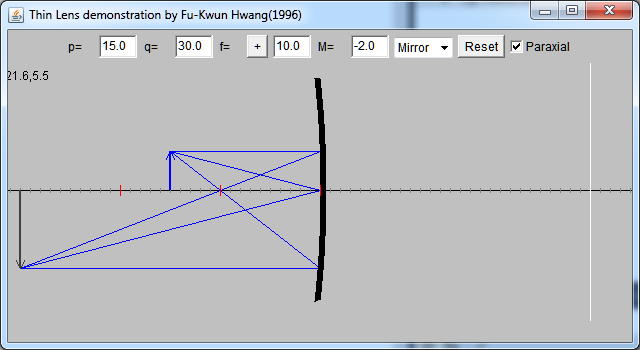 Thin Lens demonstration by Fu-Kwun Hwang(1996)
p= 15.0 q= 30.0 f= + 10.0 M= -2.0 Mirror Reset Paraxial
21.6,5.5